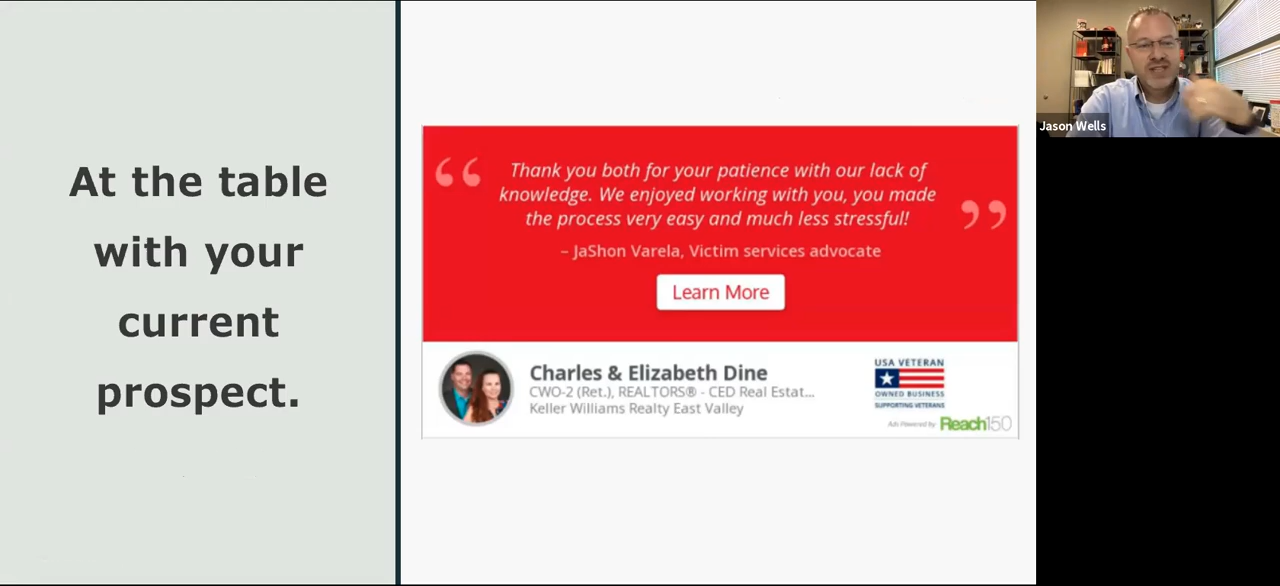 At the table
with your
current
prospect.
“ Thank you both for your patience with our lack of
knowledge. We enjoyed working with you, you made
the process very easy and much less stressful! ”
– JaShon Varela, Victim services advocate
Learn More
Charles & Elizabeth Dine
CWO-2 (Ret.), REALTORS® - CED Real Estat...
Keller Williams Realty East Valley
USA VETERAN
OWNED BUSINESS
SUPPORTING VETERANS
Ads Powered by Reach150
Jason Wells